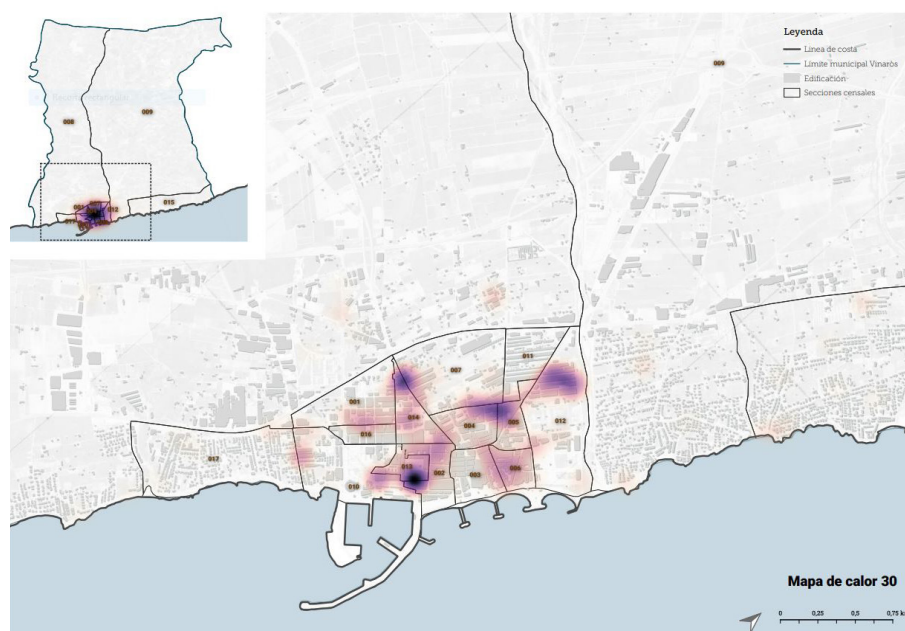 Leyenda
Línea de costa
Límite municipal Vinaròs
Edificación
Secciones censales
009
008
009
015
012
011
007
001
014
016
004
005
012
017
013
002
003
006
010
Mapa de calor 30
0 0,25 0,5 0,75 k